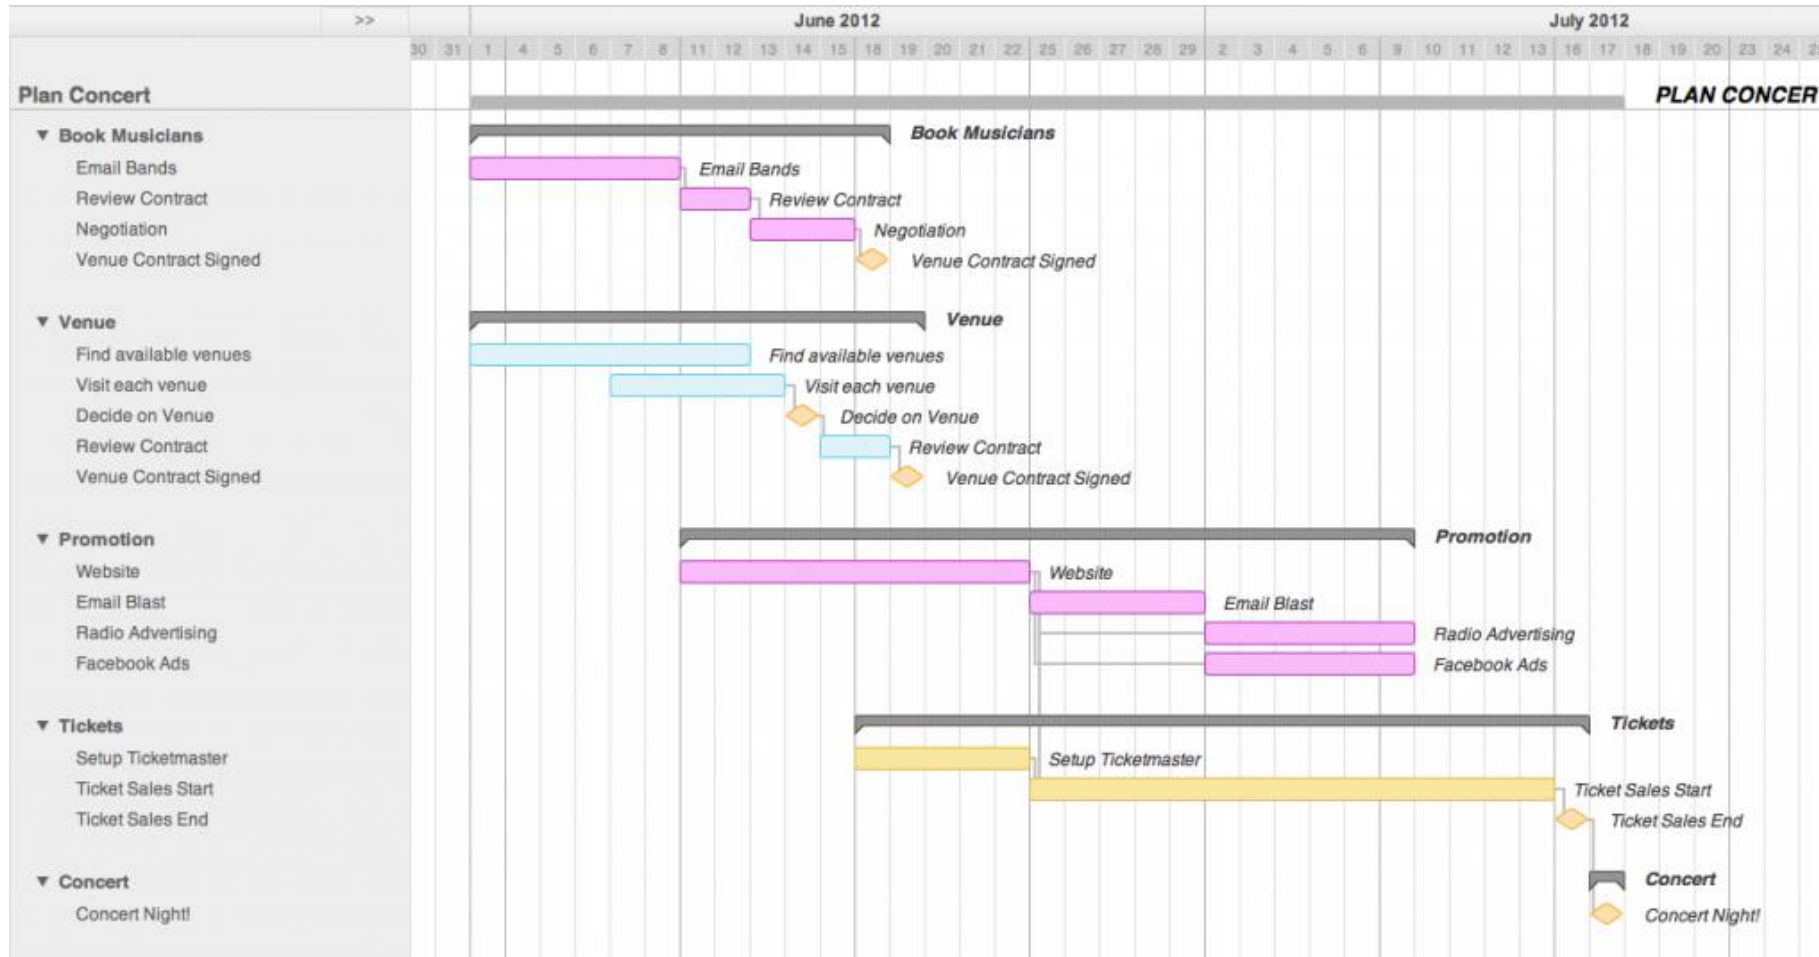 >> June 2012 July 2012
30 31 1 4 5 6 7 8 11 12 13 14 15 18 19 20 21 22 25 26 27 28 29 2 3 4 5 6 9 10 11 12 13 16 17 18 19 20 23 24
Plan Concert PLAN CONCER
Book Musicians Book Musicians
Email Bands Email Bands
Review Contract Review Contract
Negotiation Negotiation
Venue Contract Signed Venue Contract Signed
Venue Venue
Find available venues Find available venues
Visit each venue Visit each venue
Decide on Venue Decide on Venue
Review Contract Review Contract
Venue Contract Signed Venue Contract Signed
Promotion Promotion
Website Website
Email Blast Email Blast
Radio Advertising Radio Advertising
Facebook Ads Facebook Ads
Tickets Tickets
Setup Ticketmaster Setup Ticketmaster
Ticket Sales Start Ticket Sales Start
Ticket Sales End Ticket Sales End
Concert Concert
Concert Night! Concert Night!